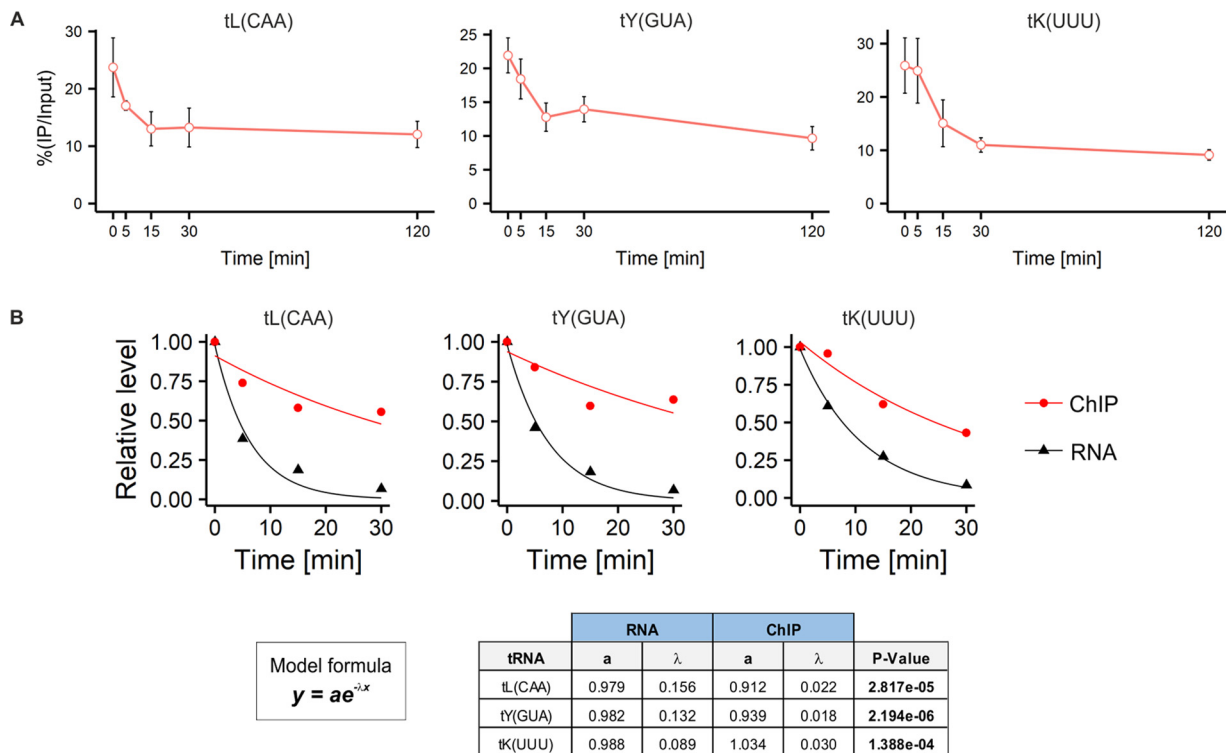 A
tL(CAA) tY(GUA) tK(UUU)
%(IP/Input)
30
20
10
0
0 5 15 30 120
Time [min]
25
20
15
10
5
0
0 5 15 30 120
Time [min]
30
20
10
0
0 5 15 30 120
Time [min]
B
tL(CAA) tY(GUA) tK(UUU)
Relative level
1.00
0.75
0.50
0.25
0.00
0 10 20 30
Time [min]
1.00
0.75
0.50
0.25
0.00
0 10 20 30
Time [min]
1.00
0.75
0.50
0.25
0.00
0 10 20 30
Time [min]
ChIP
RNA
Model formula
y = ae^-λx
RNA ChIP
tRNA a λ a λ P-Value
tL(CAA) 0.979 0.156 0.912 0.022 2.817e-05
tY(GUA) 0.982 0.132 0.939 0.018 2.194e-06
tK(UUU) 0.988 0.089 1.034 0.030 1.388e-04